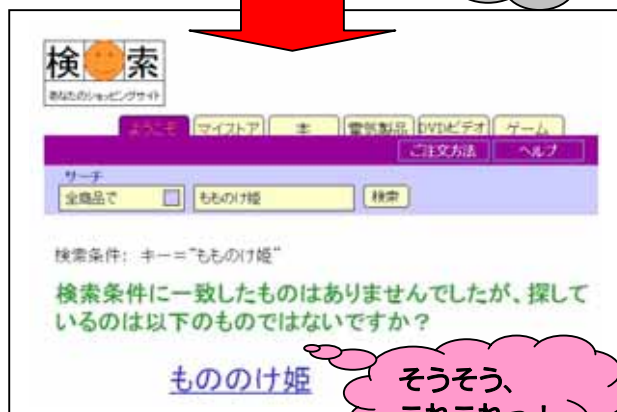 検 索
あなたのショッピングサイト
ようこそ マイストア 本 電気製品 DVDビデオ ゲーム
ご注文方法 ヘルプ
サーチ
全商品で もものけ姫 検索
検索条件: キー="もものけ姫"
検索条件に一致したものはありませんでしたが、探して
いるのは以下のものではないですか?
もののけ姫
そうそう、
これこれっ!